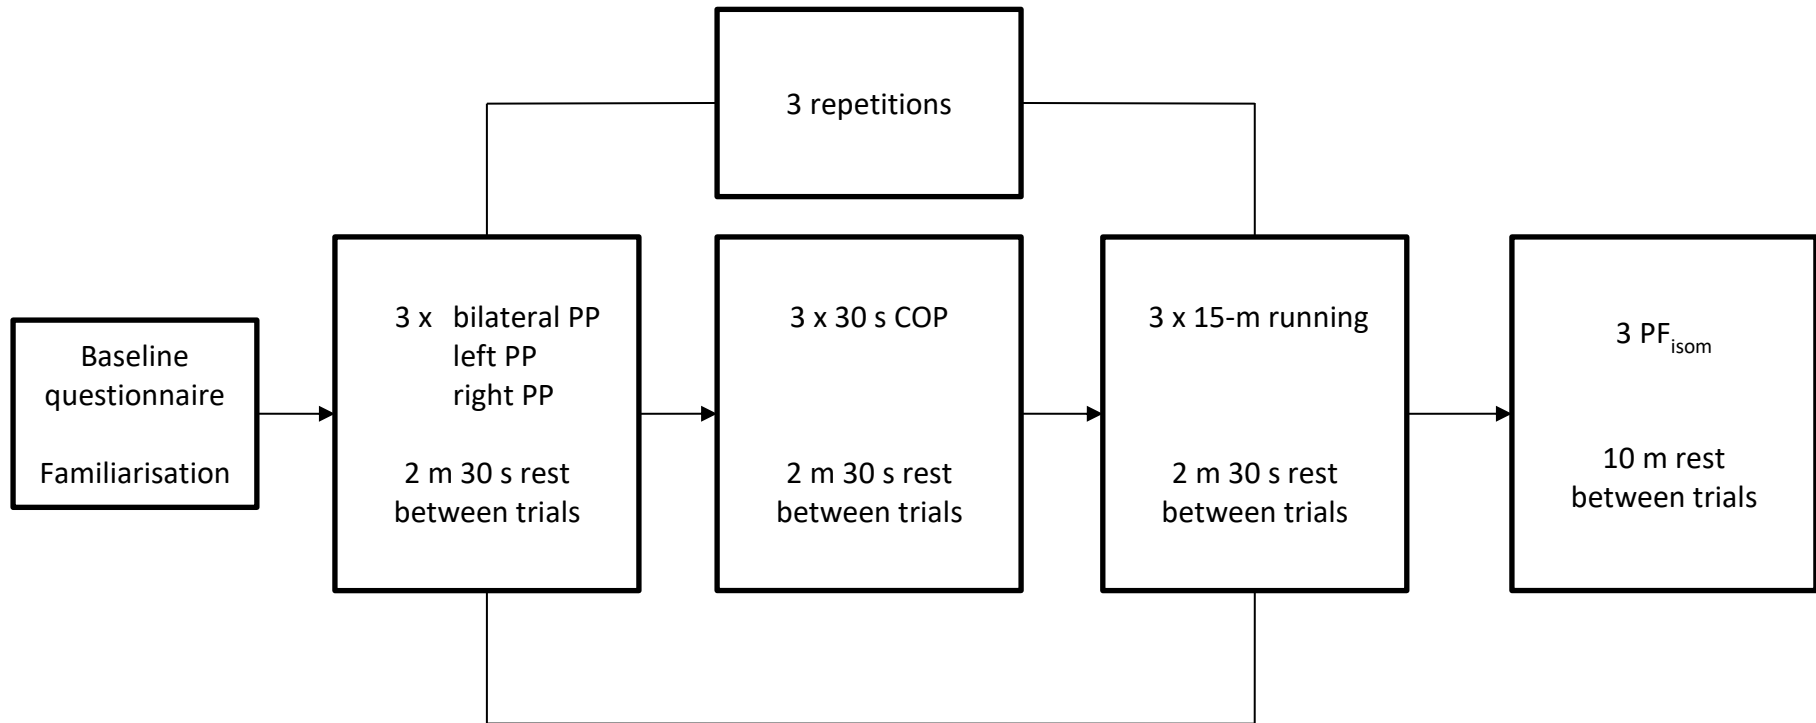 3 repetitions
Baseline
questionnaire
Familiarisation
3 x bilateral PP
left PP
right PP
2 m 30 s rest
between trials
3 x 30 s COP
2 m 30 s rest
between trials
3 x 15-m running
2 m 30 s rest
between trials
3 PFisom
10 m rest
between trials